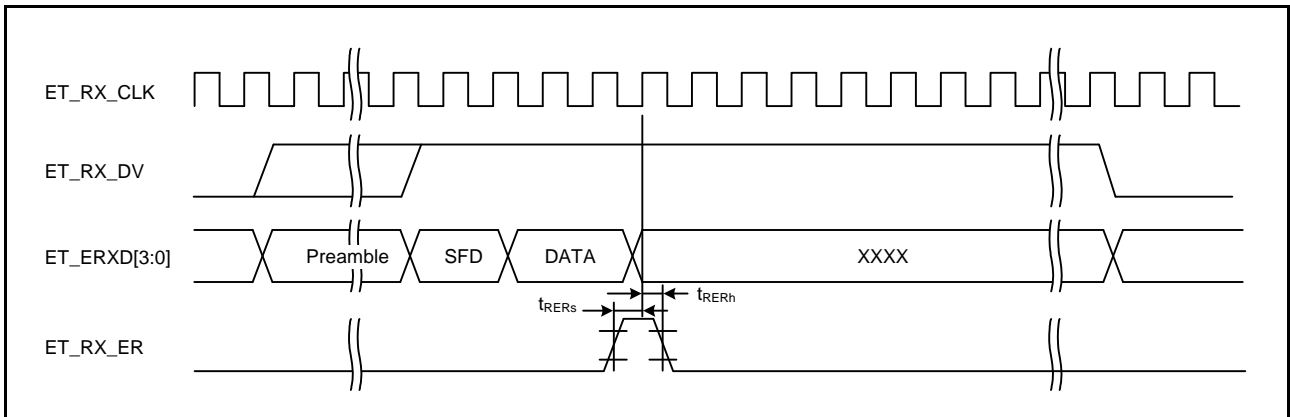 ET_RX_CLK
ET_RX_DV
ET_ERXD[3:0]
Preamble SFD DATA XXXX
tRERs tRERh
ET_RX_ER